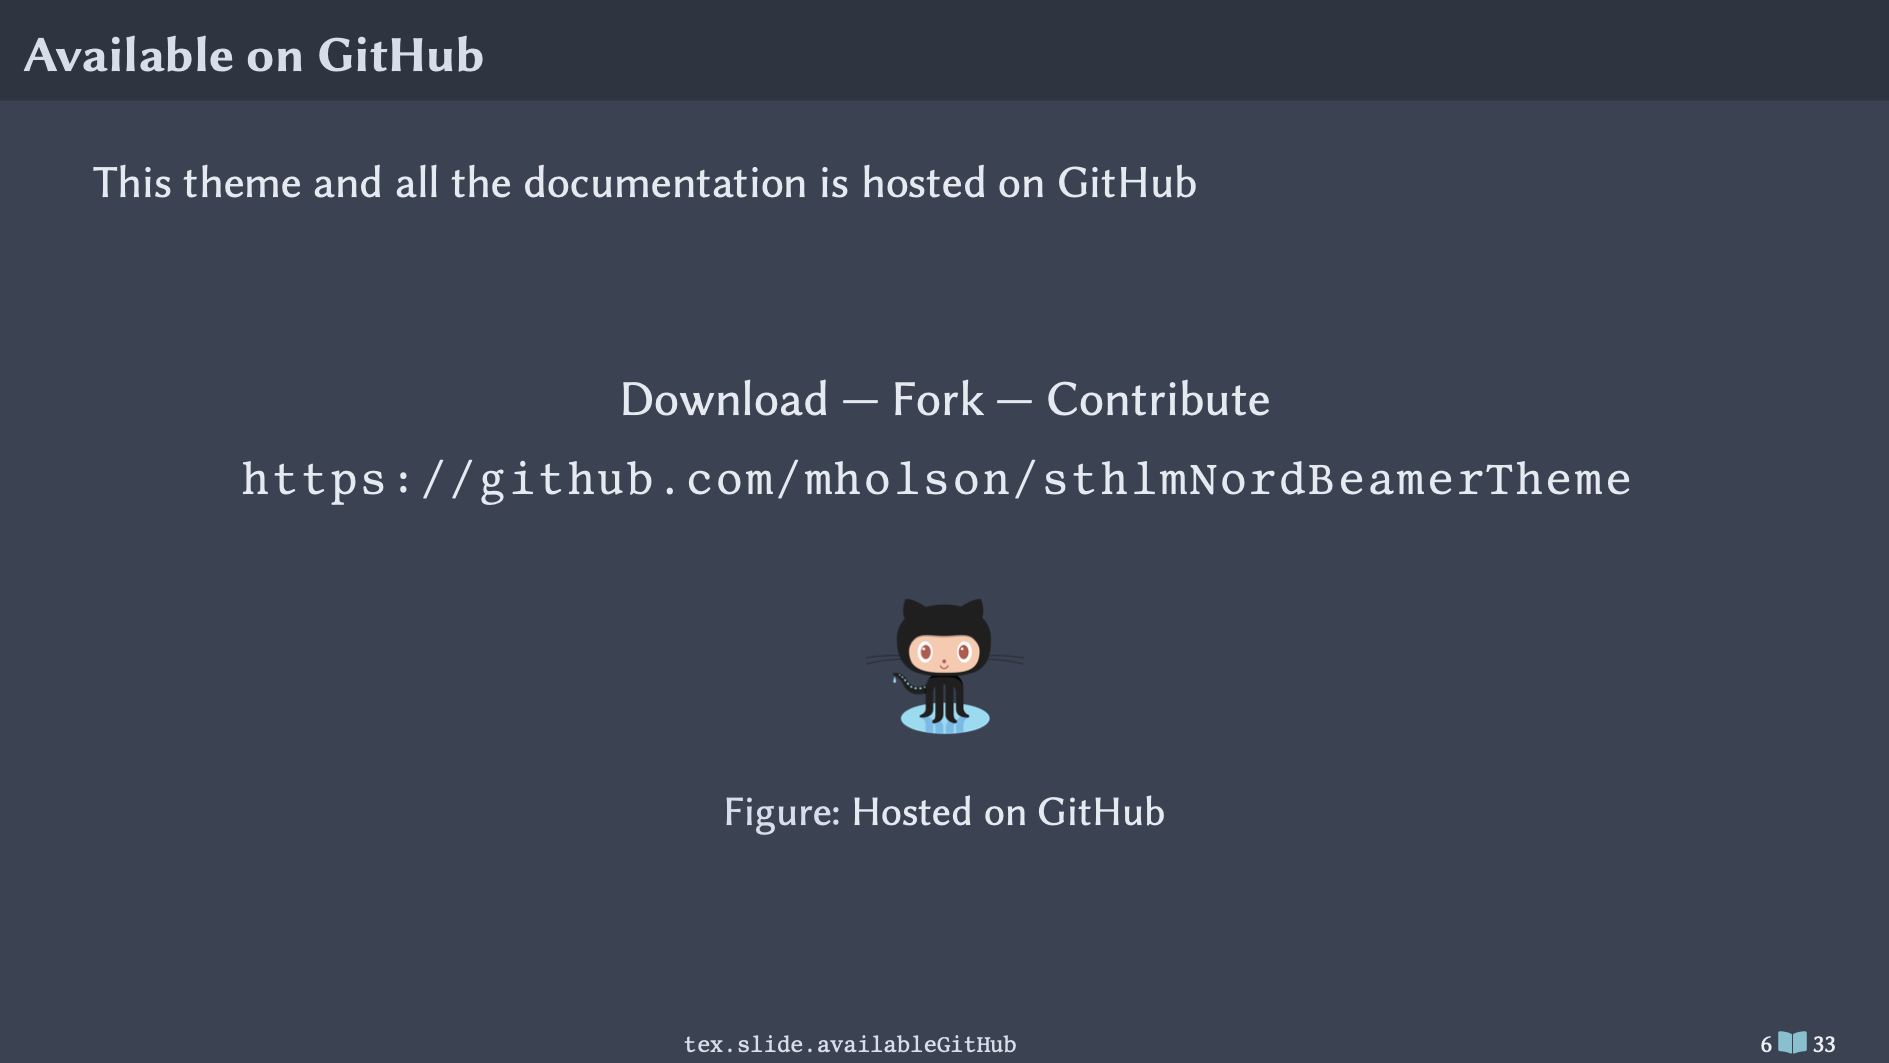 Available on GitHub
This theme and all the documentation is hosted on GitHub
Download — Fork — Contribute
https://github.com/mholson/sthlmNordBeamerTheme
Figure: Hosted on GitHub
tex.slide.availableGitHub
6 33